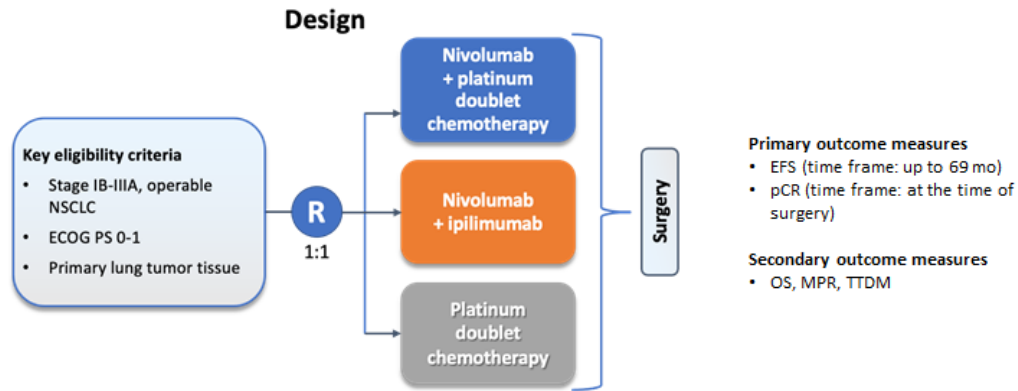 Design
Key eligibility criteria
• Stage IB-IIIA, operable
NSCLC
• ECOG PS 0-1
• Primary lung tumor tissue
R
1:1
Nivolumab
+ platinum
doublet
chemotherapy
Nivolumab
+ ipilimumab
Platinum
doublet
chemotherapy
Surgery
Primary outcome measures
• EFS (time frame: up to 69 mo)
• pCR (time frame: at the time of
surgery)
Secondary outcome measures
• OS, MPR, TTDM